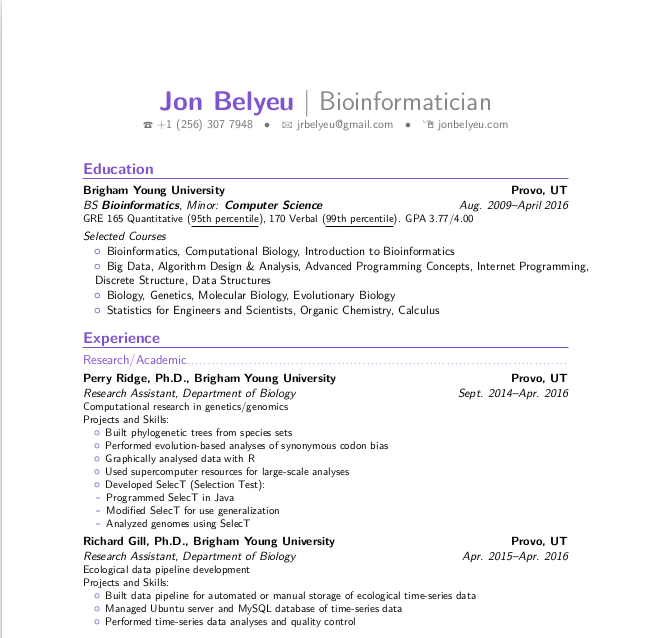 Jon Belyeu | Bioinformatician
☎ +1 (256) 307 7948 • ✉ jrbelyeu@gmail.com • jonbelyeu.com
Education
Brigham Young University Provo, UT
BS Bioinformatics, Minor: Computer Science Aug. 2009–April 2016
GRE 165 Quantitative (95th percentile), 170 Verbal (99th percentile). GPA 3.77/4.00
Selected Courses
○ Bioinformatics, Computational Biology, Introduction to Bioinformatics
○ Big Data, Algorithm Design & Analysis, Advanced Programming Concepts, Internet Programming,
Discrete Structure, Data Structures
○ Biology, Genetics, Molecular Biology, Evolutionary Biology
○ Statistics for Engineers and Scientists, Organic Chemistry, Calculus
Experience
Research/Academic
Perry Ridge, Ph.D., Brigham Young University Provo, UT
Research Assistant, Department of Biology Sept. 2014–Apr. 2016
Computational research in genetics/genomics
Projects and Skills:
○ Built phylogenetic trees from species sets
○ Performed evolution-based analyses of synonymous codon bias
○ Graphically analysed data with R
○ Used supercomputer resources for large-scale analyses
○ Developed SelecT (Selection Test):
- Programmed SelecT in Java
- Modified SelecT for use generalization
- Analyzed genomes using SelecT
Richard Gill, Ph.D., Brigham Young University Provo, UT
Research Assistant, Department of Biology Apr. 2015–Apr. 2016
Ecological data pipeline development
Projects and Skills:
○ Built data pipeline for automated or manual storage of ecological time-series data
○ Managed Ubuntu server and MySQL database of time-series data
○ Performed time-series data analyses and quality control